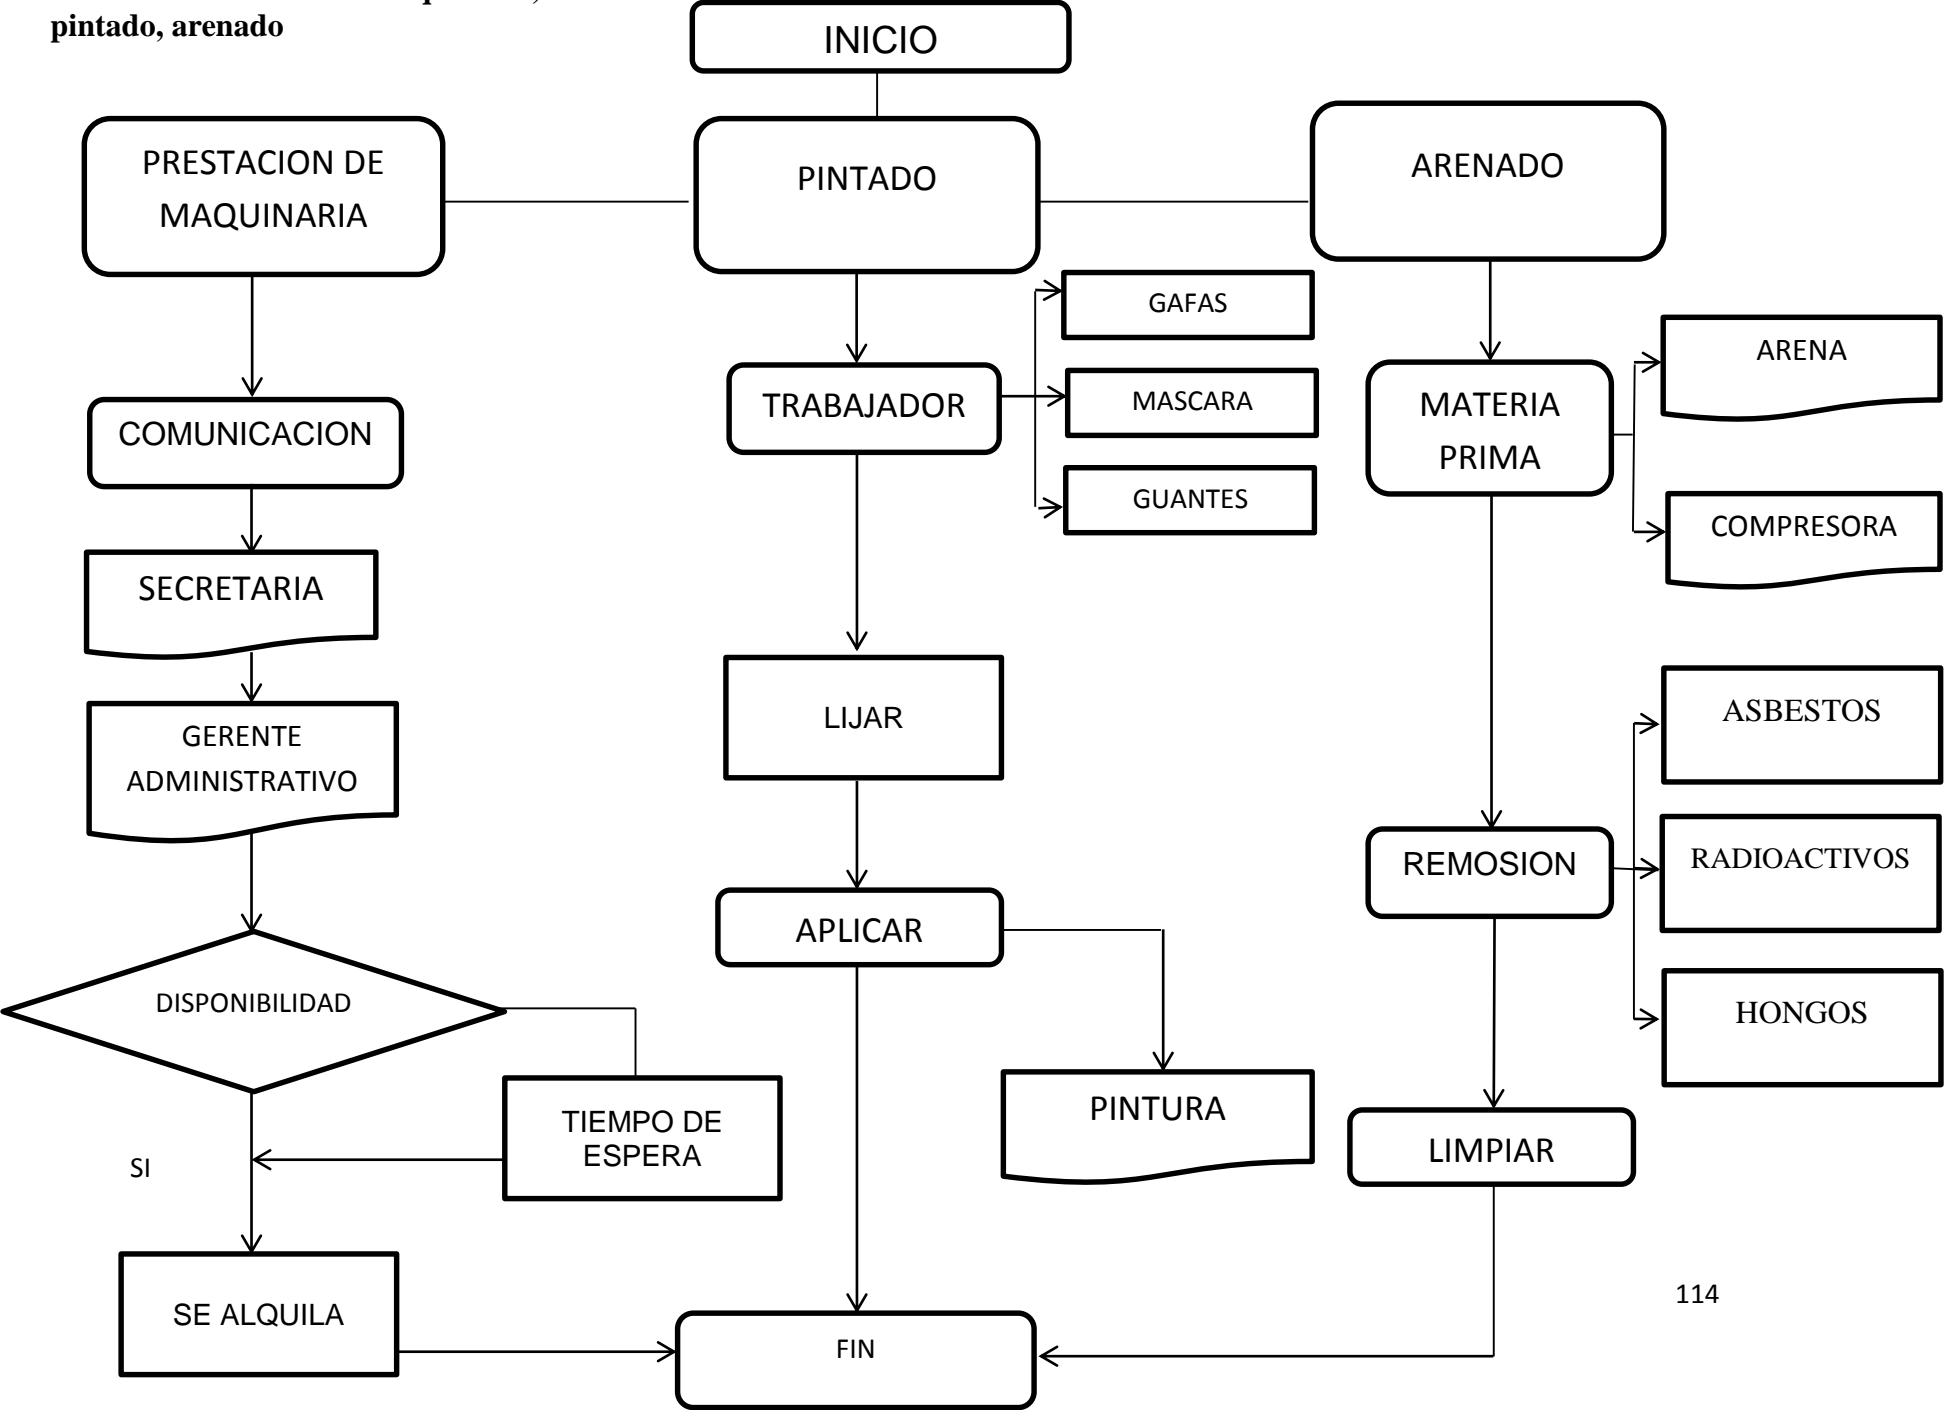 pintado, arenado
INICIO
PRESTACION DE
MAQUINARIA
PINTADO
ARENADO
GAFAS
MASCARA
GUANTES
TRABAJADOR
ARENA
MATERIA
PRIMA
COMPRESORA
COMUNICACION
SECRETARIA
GERENTE
ADMINISTRATIVO
LIJAR
ASBESTOS
RADIOACTIVOS
HONGOS
REMOSION
APLICAR
DISPONIBILIDAD
TIEMPO DE
ESPERA
PINTURA
LIMPIAR
SI
SE ALQUILA
FIN
114